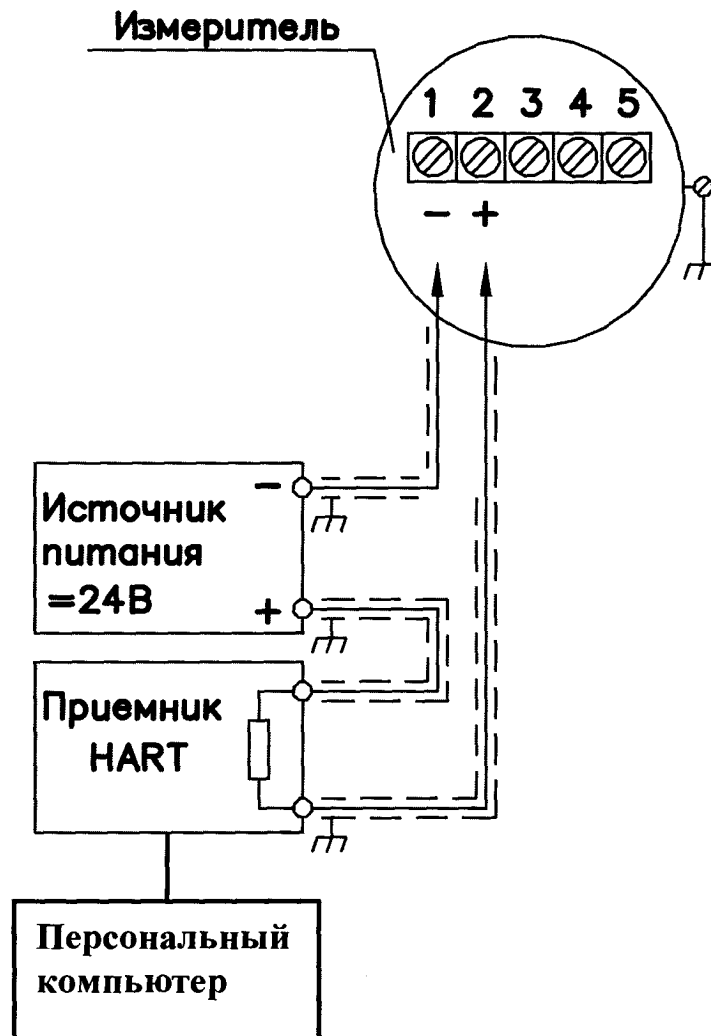 Измеритель
1 2 3 4 5
- +
-
Источник
питания
=24В
+
Приемник
HART
Персональный
компьютер